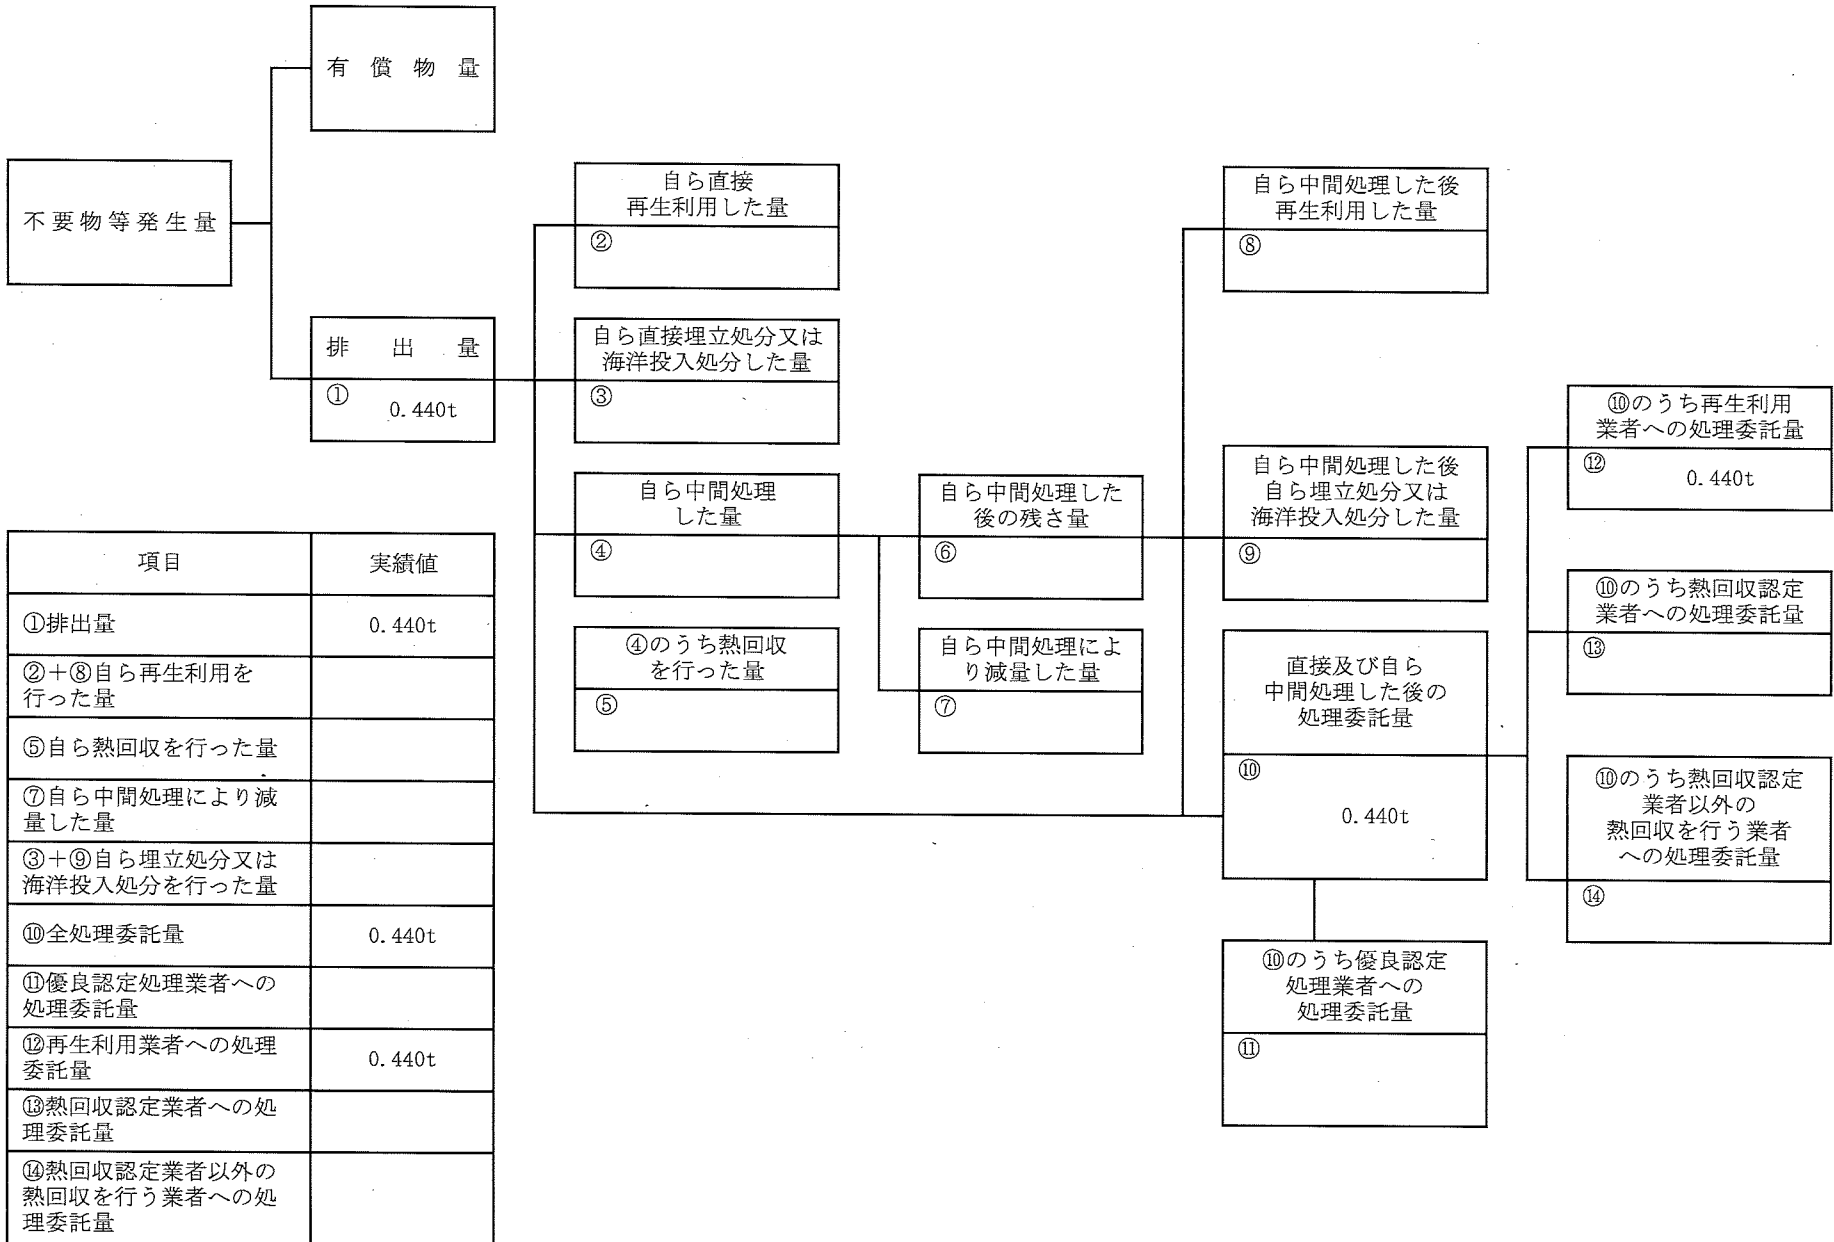 有償物量
不要物等発生量
排出量
① 0.440t
自ら直接
再生利用した量
②
自ら直接埋立処分又は
海洋投入処分した量
③
自ら中間処理
した量
④
④のうち熱回収
を行った量
⑤
自ら中間処理した
後の残さ量
⑥
自ら中間処理によ
り減量した量
⑦
自ら中間処理した後
再生利用した量
⑧
自ら中間処理した後
自ら埋立処分又は
海洋投入処分した量
⑨
直接及び自ら
中間処理した後の
処理委託量
⑩
0.440t
⑩のうち優良認定
処理業者への
処理委託量
⑪
⑩のうち再生利用
業者への処理委託量
⑫ 0.440t
⑩のうち熱回収認定
業者への処理委託量
⑬
⑩のうち熱回収認定
業者以外の
熱回収を行う業者
への処理委託量
⑭
項目 実績値
①排出量 0.440t
②+⑧自ら再生利用を
行った量
⑤自ら熱回収を行った量
⑦自ら中間処理により減
量した量
③+⑨自ら埋立処分又は
海洋投入処分を行った量
⑩全処理委託量 0.440t
⑪優良認定処理業者への
処理委託量
⑫再生利用業者への処理
委託量 0.440t
⑬熱回収認定業者への処
理委託量
⑭熱回収認定業者以外の
熱回収を行う業者への処
理委託量